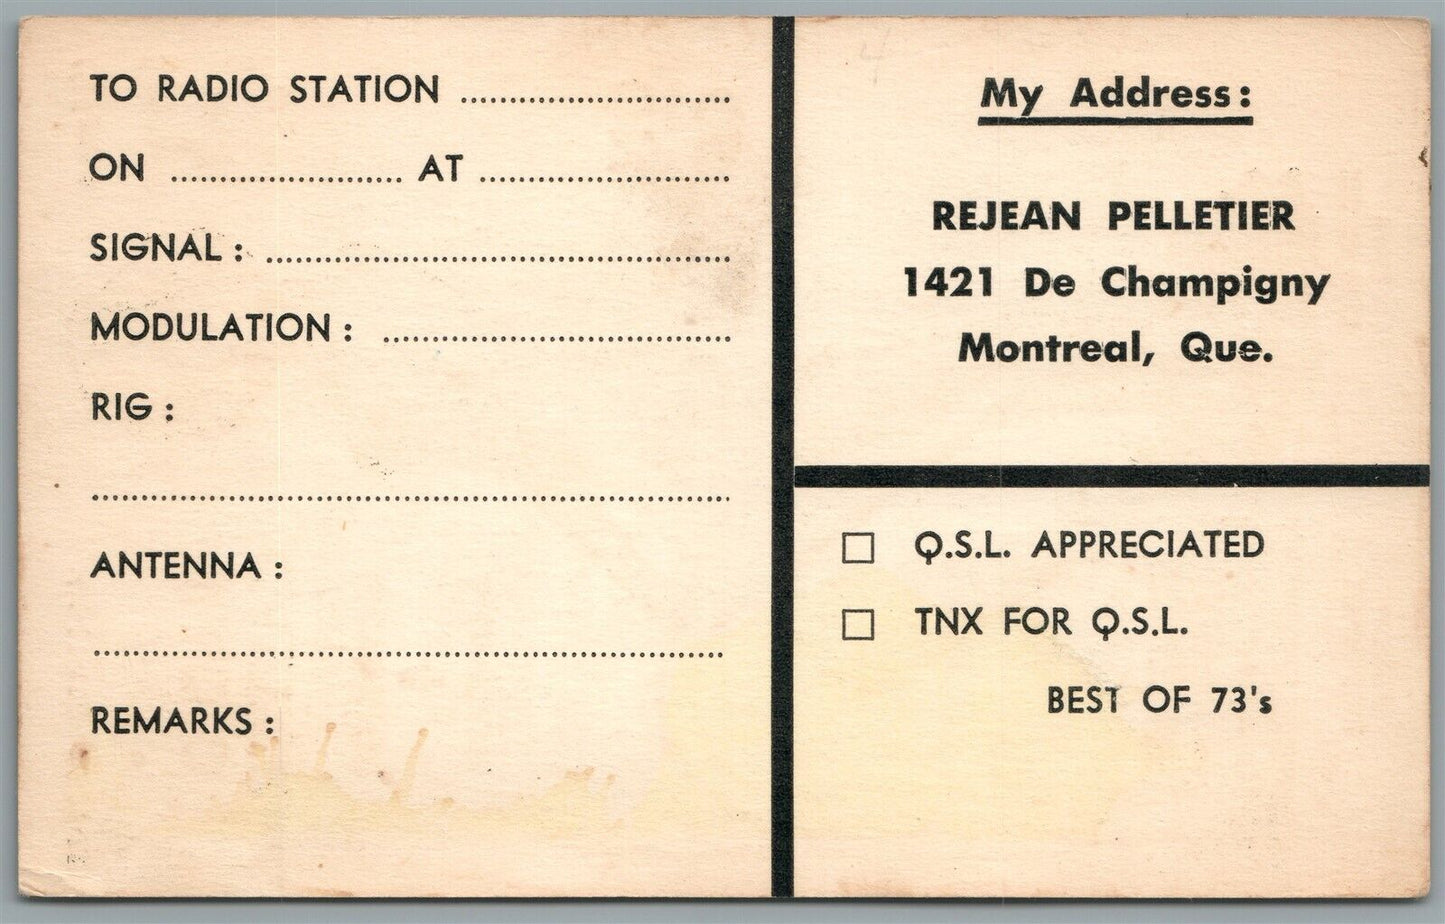 TO RADIO STATION ..............................
ON .......................... AT ............................
SIGNAL : ....................................................
MODULATION : .......................................
RIG :
........................................................................
ANTENNA :
.......................................................................
REMARKS :
4
My Address :
REJEAN PELLETIER
1421 De Champigny
Montreal, Que.
☐ Q.S.L. APPRECIATED
☐ TNX FOR Q.S.L.
BEST OF 73's